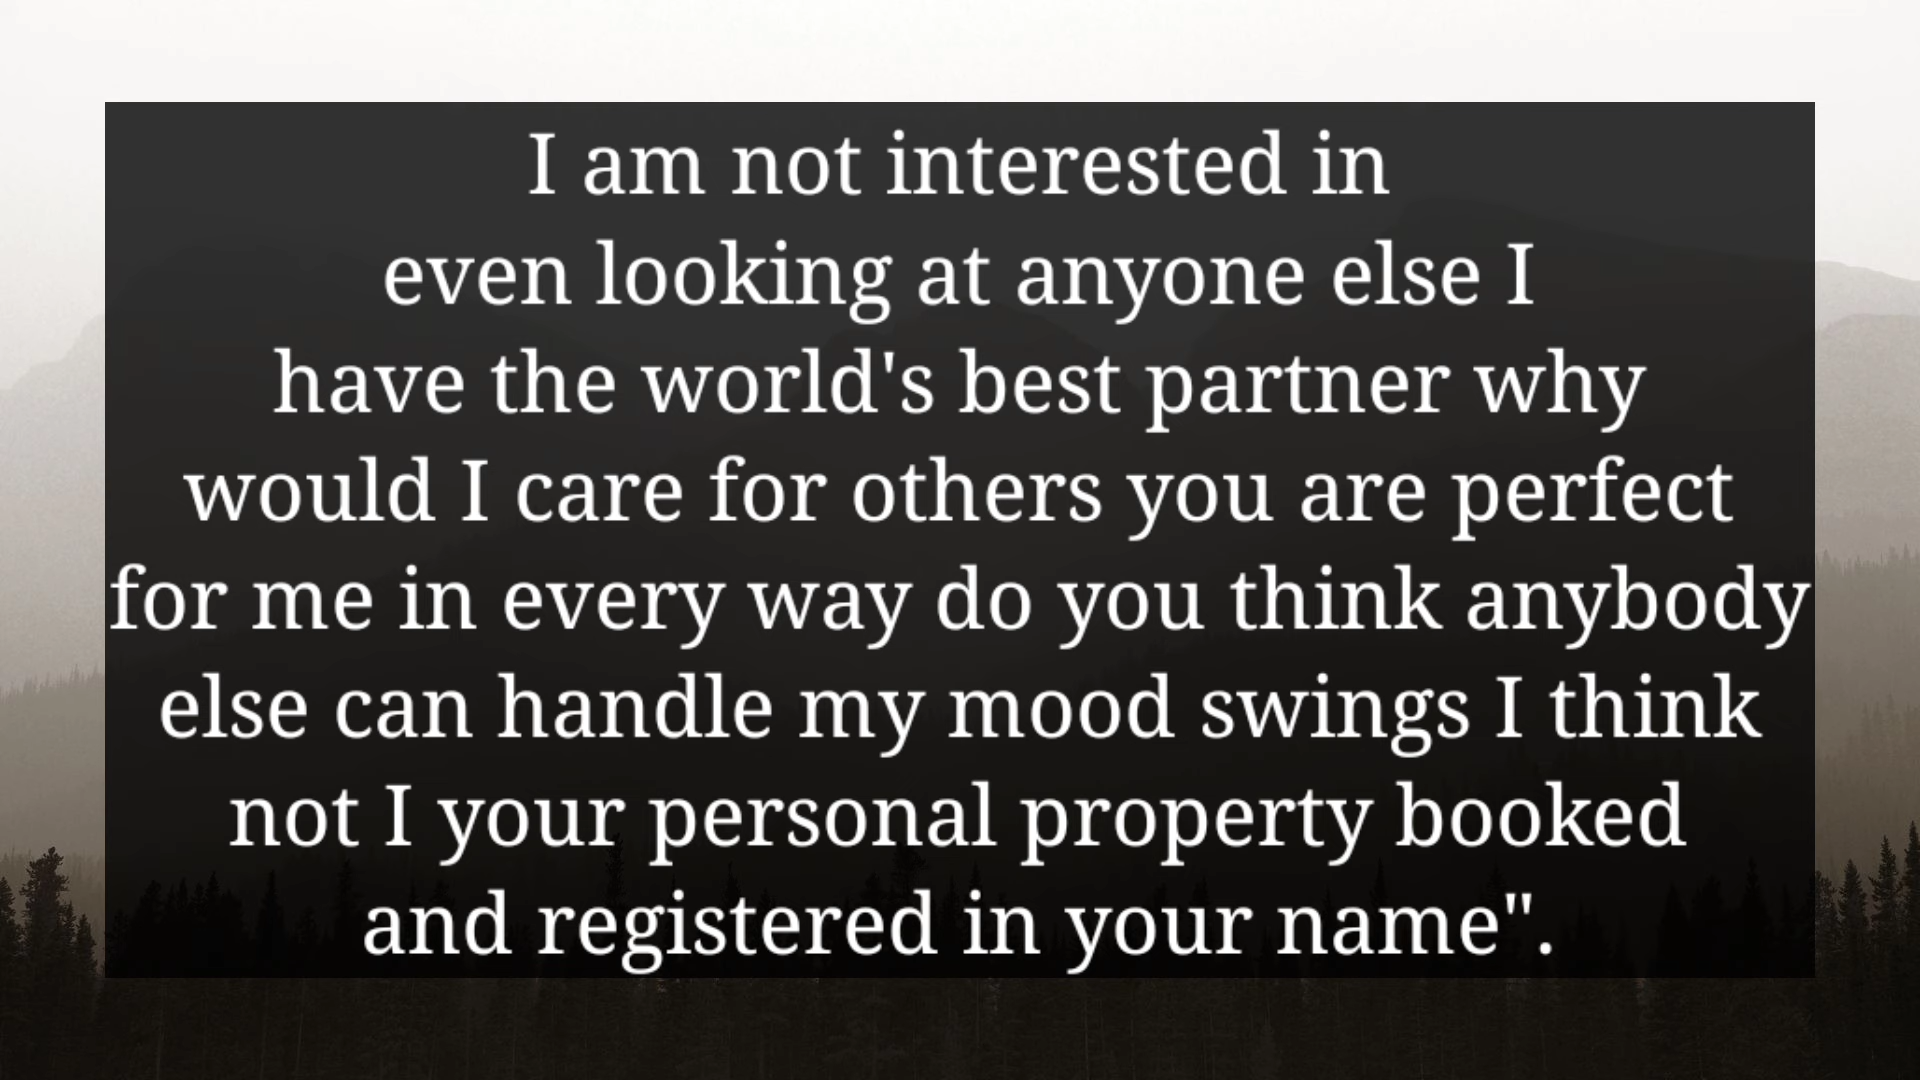 I am not interested in
even looking at anyone else I
have the world's best partner why
would I care for others you are perfect
for me in every way do you think anybody
else can handle my mood swings I think
not I your personal property booked
and registered in your name".